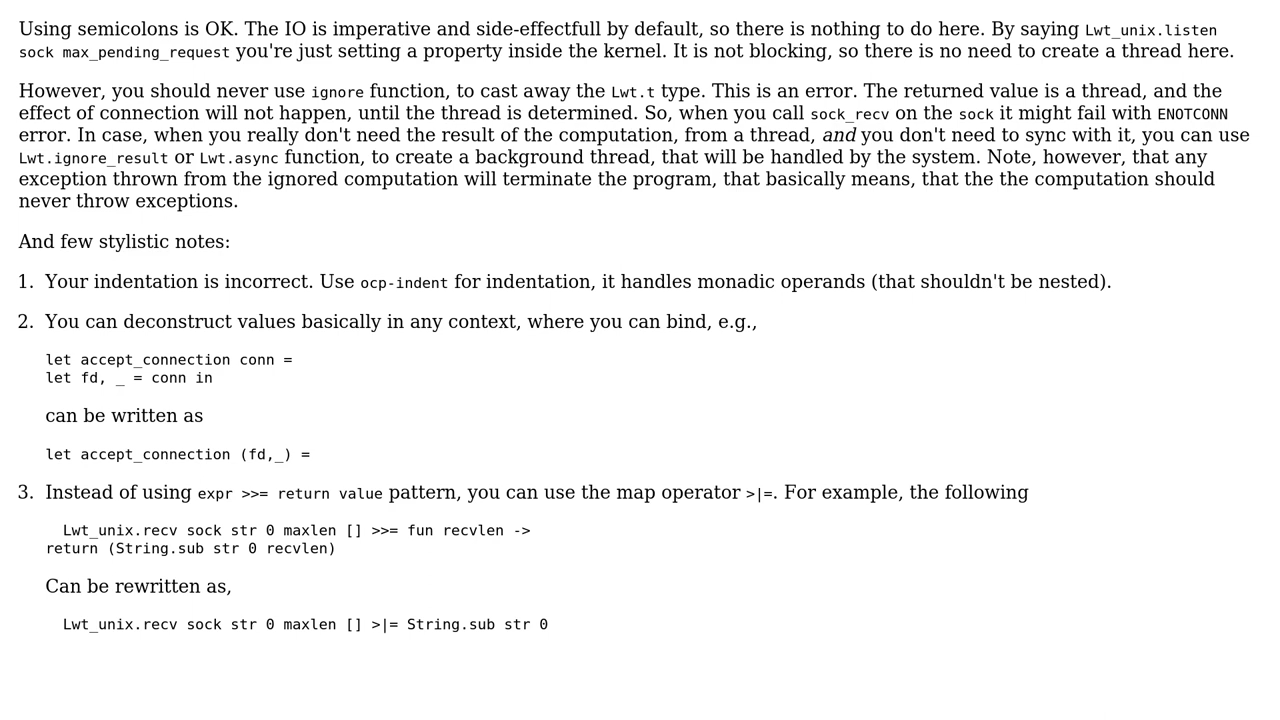 Using semicolons is OK. The IO is imperative and side-effectfull by default, so there is nothing to do here. By saying Lwt_unix.listen
sock max_pending_request you're just setting a property inside the kernel. It is not blocking, so there is no need to create a thread here.
However, you should never use ignore function, to cast away the Lwt.t type. This is an error. The returned value is a thread, and the
effect of connection will not happen, until the thread is determined. So, when you call sock_recv on the sock it might fail with ENOTCONN
error. In case, when you really don't need the result of the computation, from a thread, and you don't need to sync with it, you can use
Lwt.ignore_result or Lwt.async function, to create a background thread, that will be handled by the system. Note, however, that any
exception thrown from the ignored computation will terminate the program, that basically means, that the the computation should
never throw exceptions.
And few stylistic notes:
1. Your indentation is incorrect. Use ocp-indent for indentation, it handles monadic operands (that shouldn't be nested).
2. You can deconstruct values basically in any context, where you can bind, e.g.,
let accept_connection conn =
let fd, _ = conn in
can be written as
let accept_connection (fd,_) =
3. Instead of using expr >>= return value pattern, you can use the map operator >|=. For example, the following
Lwt_unix.recv sock str 0 maxlen [] >>= fun recvlen ->
return (String.sub str 0 recvlen)
Can be rewritten as,
Lwt_unix.recv sock str 0 maxlen [] >|= String.sub str 0